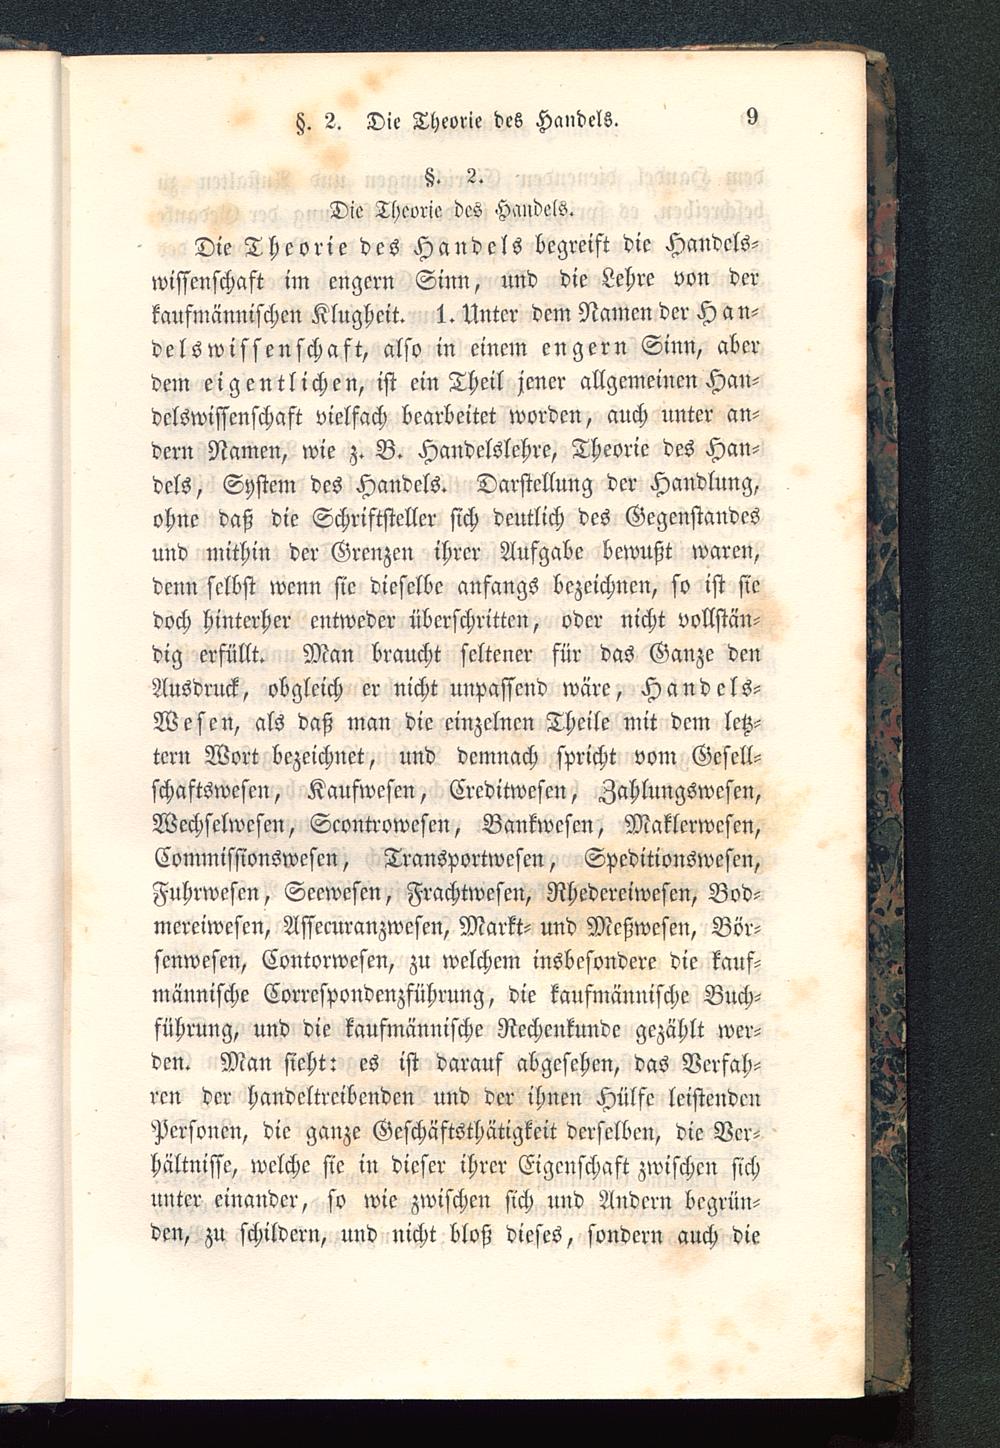 §. 2. Die Theorie des Handels. 9
§. 2.
Die Theorie des Handels.
Die Theorie des Handels begreift die Handels-
wissenschaft im engern Sinn, und die Lehre von der
kaufmännischen Klugheit. 1. Unter dem Namen der Han-
delswissenschaft, also in einem engern Sinn, aber
dem eigentlichen, ist ein Theil jener allgemeinen Han-
delswissenschaft vielfach bearbeitet worden, auch unter an-
dern Namen, wie z. B. Handelslehre, Theorie des Han-
dels, System des Handels. Darstellung der Handlung,
ohne daß die Schriftsteller sich deutlich des Gegenstandes
und mithin der Grenzen ihrer Aufgabe bewußt waren,
denn selbst wenn sie dieselbe anfangs bezeichnen, so ist sie
doch hinterher entweder überschritten, oder nicht vollstän-
dig erfüllt. Man braucht seltener für das Ganze den
Ausdruck, obgleich er nicht unpassend wäre, Handels-
Wesen, als daß man die einzelnen Theile mit dem letz-
tern Wort bezeichnet, und demnach spricht vom Gesell-
schaftswesen, Kaufwesen, Creditwesen, Zahlungswesen,
Wechselwesen, Scontrowesen, Bankwesen, Maklerwesen,
Commissionswesen, Transportwesen, Speditionswesen,
Fuhrwesen, Seewesen, Frachtwesen, Rhedereiwesen, Bod-
mereiwesen, Assecuranzwesen, Markt- und Meßwesen, Bör-
senwesen, Contorwesen, zu welchem insbesondere die kauf-
männische Correspondenzführung, die kaufmännische Buch-
führung, und die kaufmännische Rechenkunde gezählt wer-
den. Man sieht: es ist darauf abgesehen, das Verfah-
ren der handeltreibenden und der ihnen Hülfe leistenden
Personen, die ganze Geschäftsthätigkeit derselben, die Ver-
hältnisse, welche sie in dieser ihrer Eigenschaft zwischen sich
unter einander, so wie zwischen sich und Andern begrün-
den, zu schildern, und nicht bloß dieses, sondern auch die